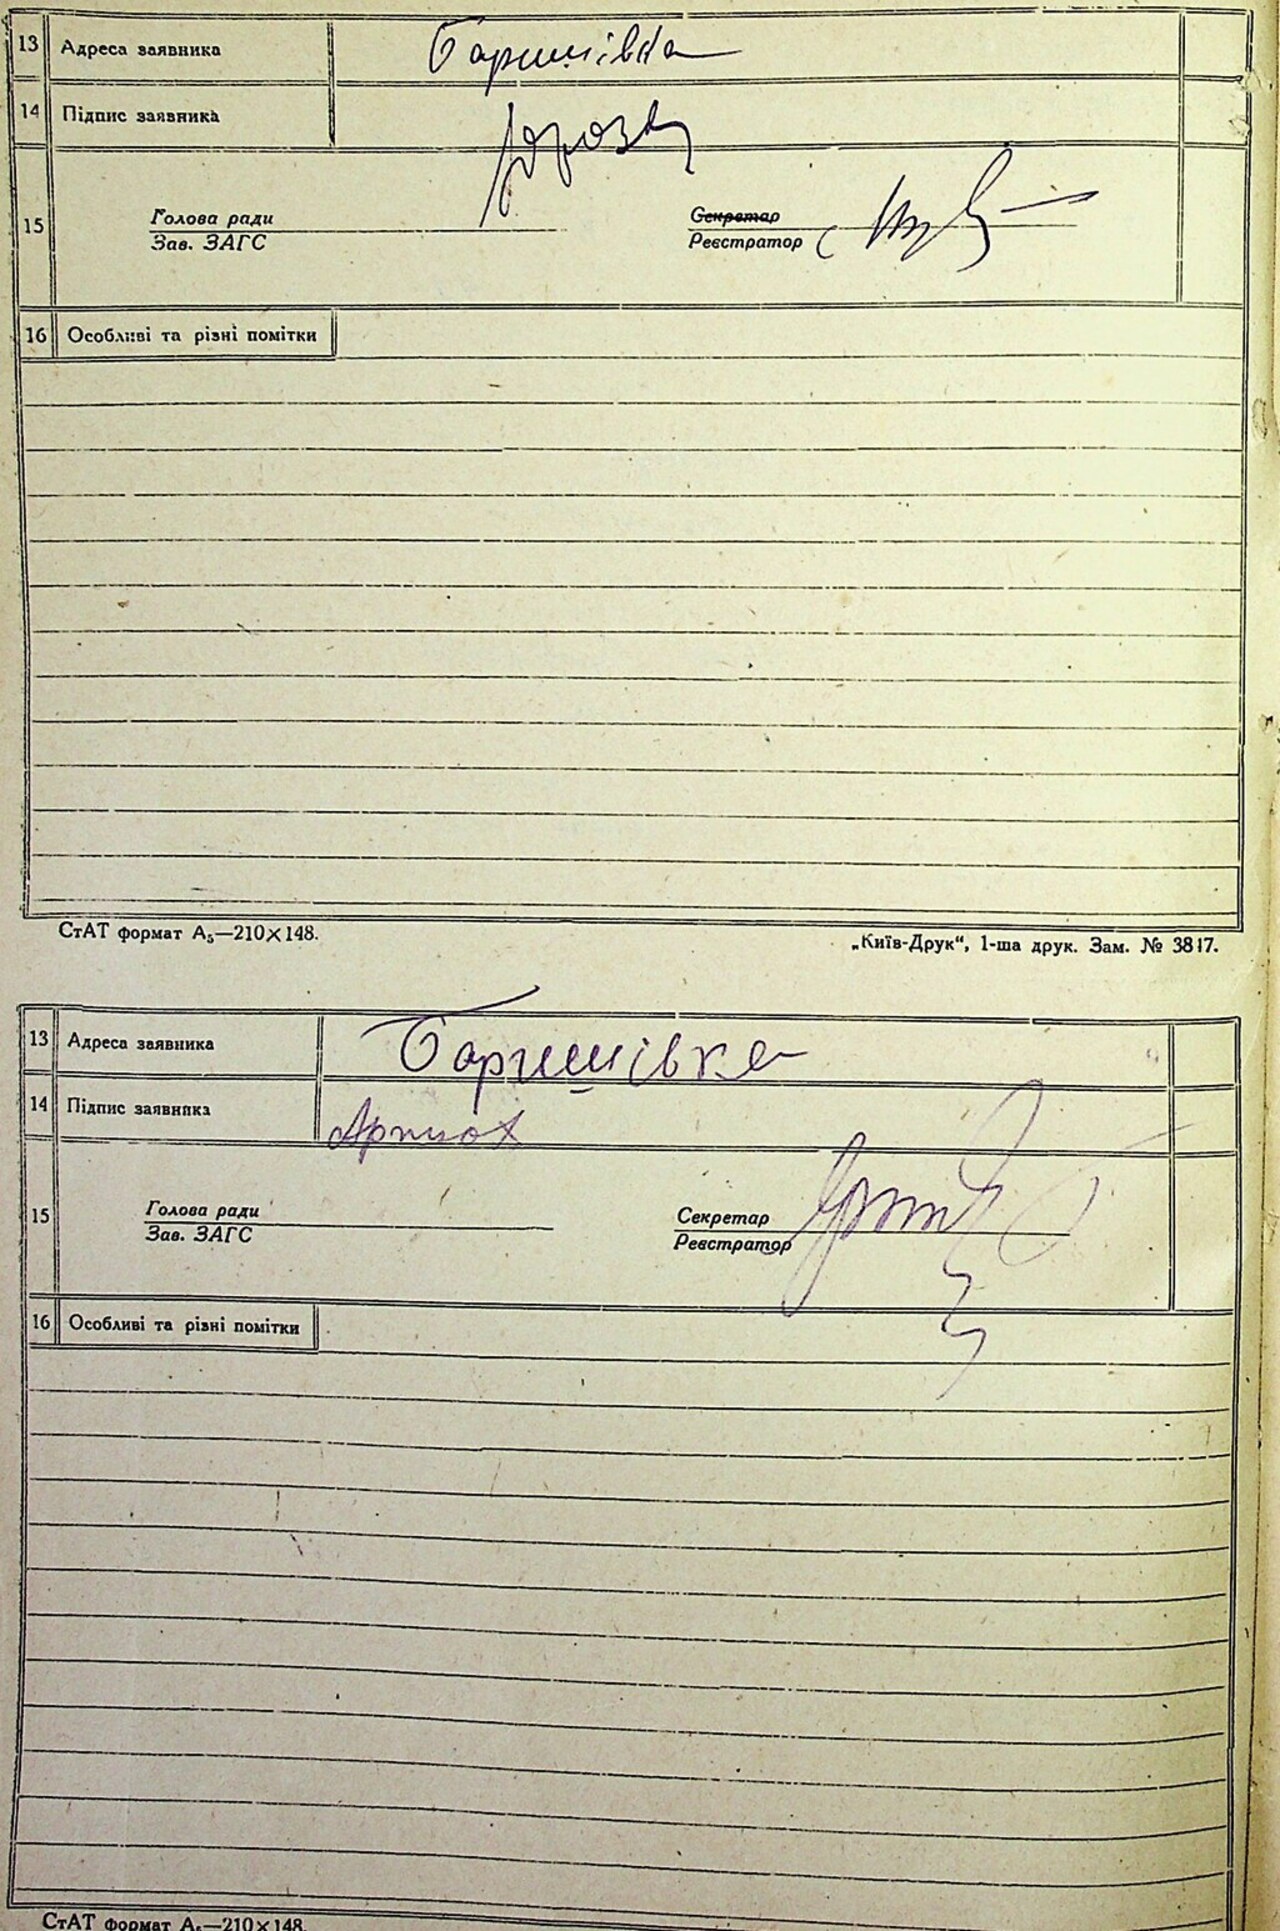 13 Адреса заявника Баришівка
14 Підпис заявника
15 Голова ради Секретар
Зав. ЗАГС Реєстратор
16 Особливі та різні помітки
СтАТ формат А₅—210×148. „Київ-Друк“, 1-ша друк. Зам. № 3817.
13 Адреса заявника Баришівка
14 Підпис заявника
15 Голова ради Секретар
Зав. ЗАГС Реєстратор
16 Особливі та різні помітки
СтАТ формат А₅—210×148.